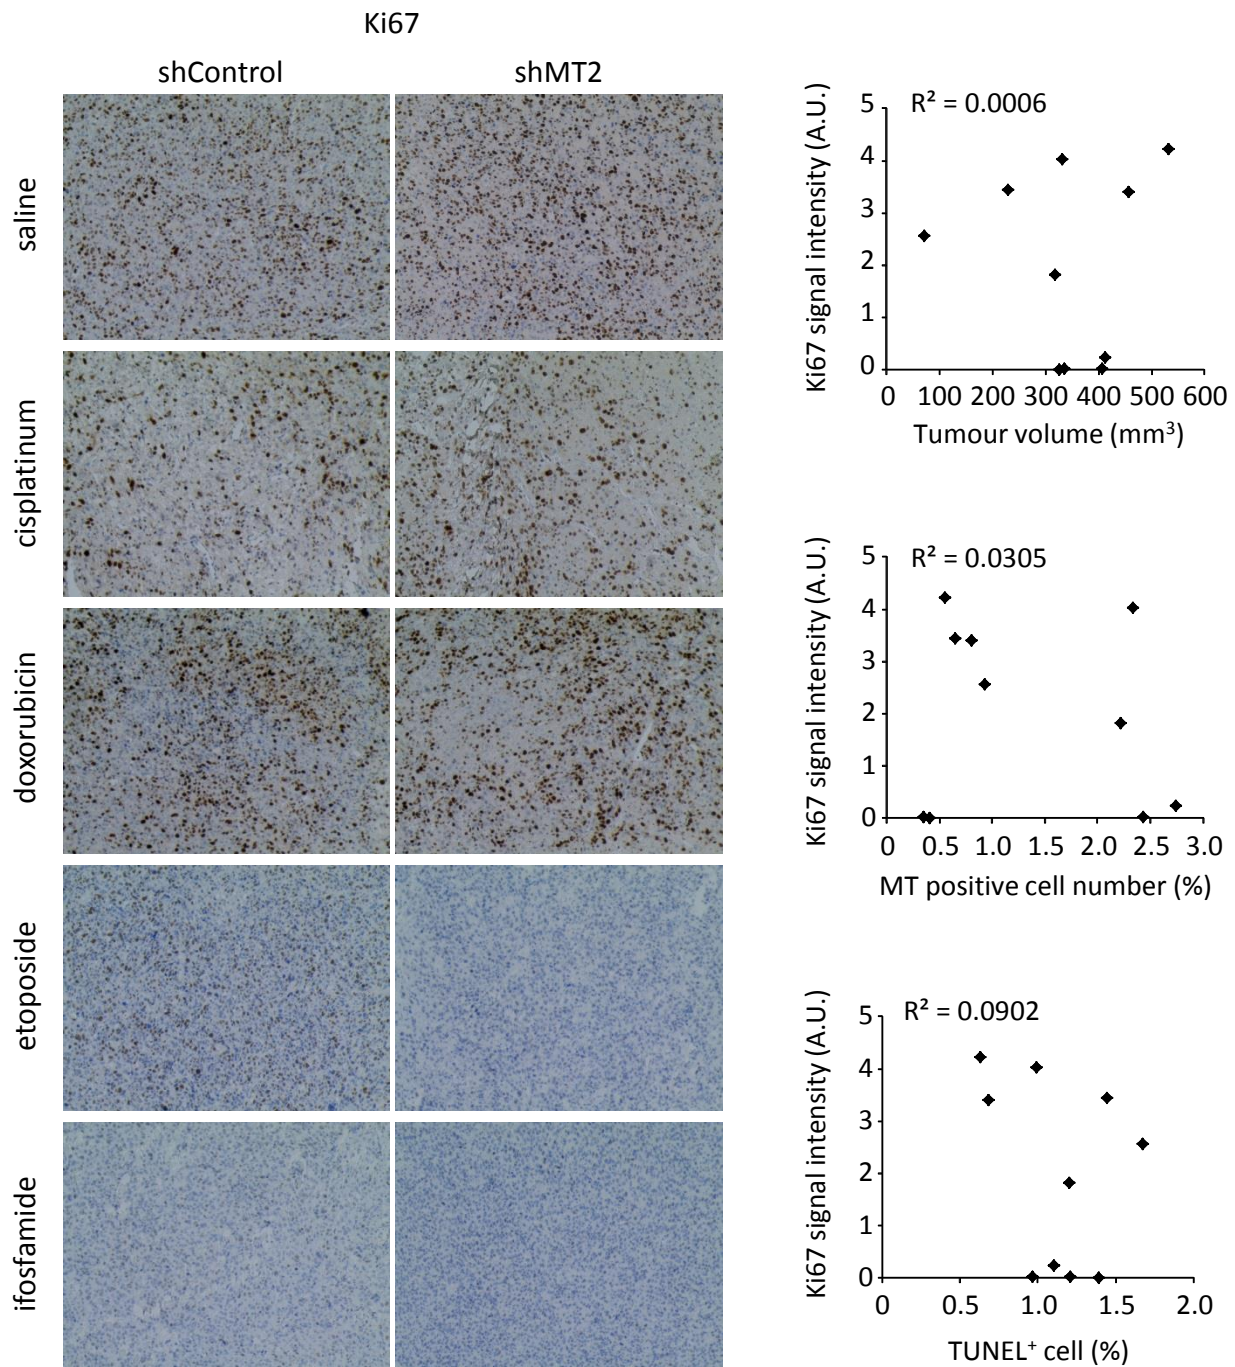 Ki67
shControl
shMT2
saline
cisplatinum
doxorubicin
etoposide
ifosfamide
R² = 0.0006
Ki67 signal intensity (A.U.)
5
4
3
2
1
0
0 100 200 300 400 500 600
Tumour volume (mm³)
R² = 0.0305
Ki67 signal intensity (A.U.)
5
4
3
2
1
0
0 0.5 1.0 1.5 2.0 2.5 3.0
MT positive cell number (%)
R² = 0.0902
Ki67 signal intensity (A.U.)
5
4
3
2
1
0
0 0.5 1.0 1.5 2.0
TUNEL⁺ cell (%)